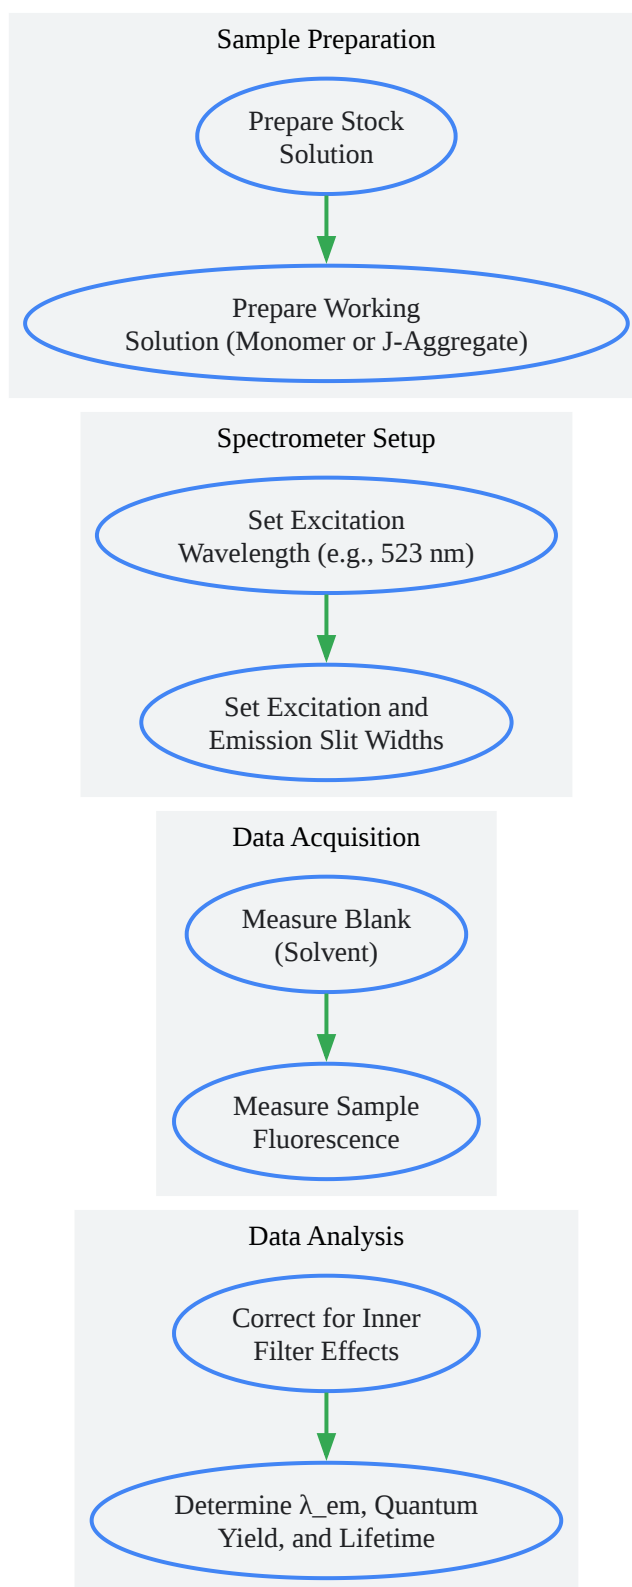 Sample Preparation
Prepare Stock
Solution
Prepare Working
Solution (Monomer or J-Aggregate)
Spectrometer Setup
Set Excitation
Wavelength (e.g., 523 nm)
Set Excitation and
Emission Slit Widths
Data Acquisition
Measure Blank
(Solvent)
Measure Sample
Fluorescence
Data Analysis
Correct for Inner
Filter Effects
Determine λ_em, Quantum
Yield, and Lifetime